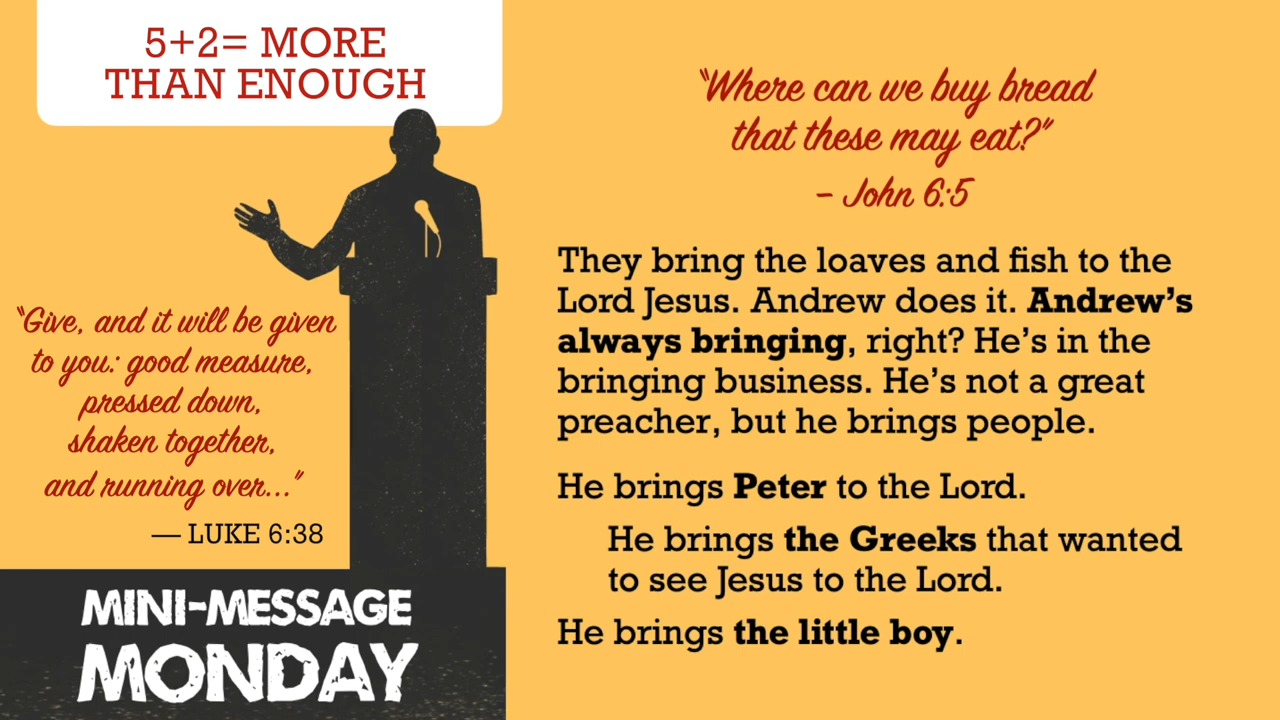 5+2= MORE
THAN ENOUGH
"Give, and it will be given
to you: good measure,
pressed down,
shaken together,
and running over..."
— LUKE 6:38
MINI-MESSAGE
MONDAY
"Where can we buy bread
that these may eat?"
– John 6:5
They bring the loaves and fish to the
Lord Jesus. Andrew does it. Andrew's
always bringing, right? He's in the
bringing business. He's not a great
preacher, but he brings people.
He brings Peter to the Lord.
He brings the Greeks that wanted
to see Jesus to the Lord.
He brings the little boy.